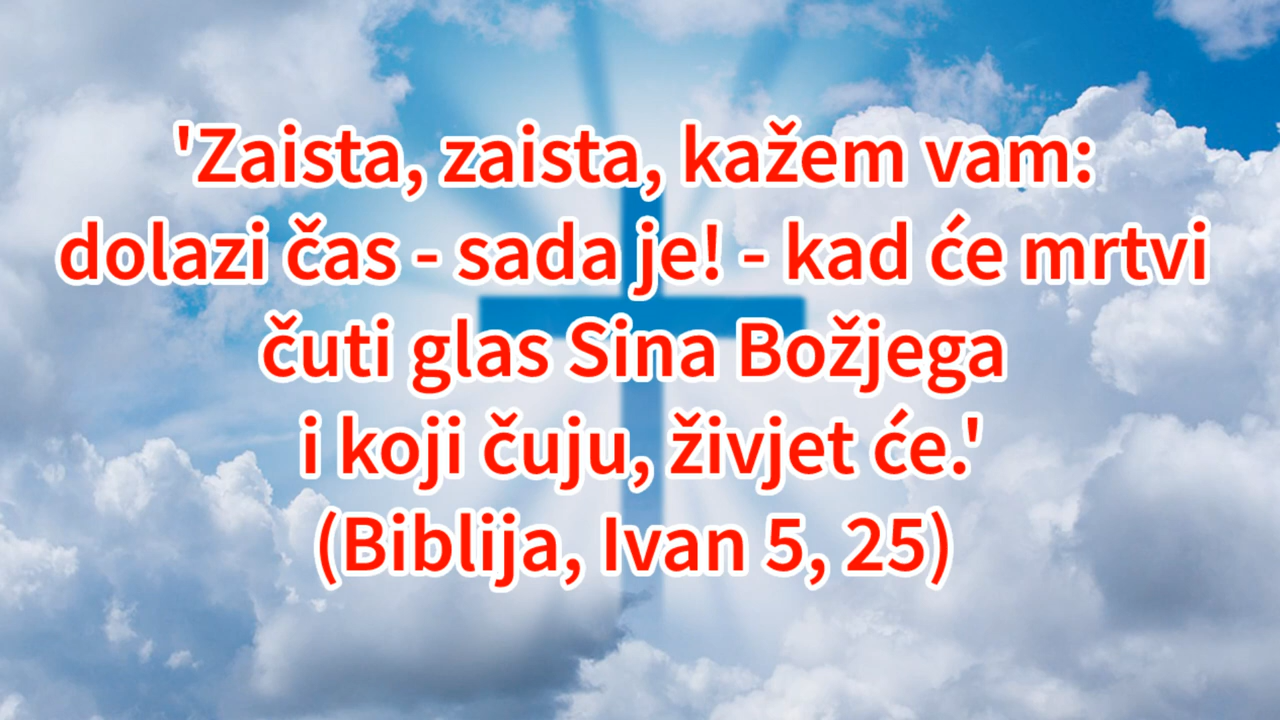 'Zaista, zaista, kažem vam:
dolazi čas - sada je! - kad će mrtvi
čuti glas Sina Božjega
i koji čuju, živjet će.'
(Biblija, Ivan 5, 25)